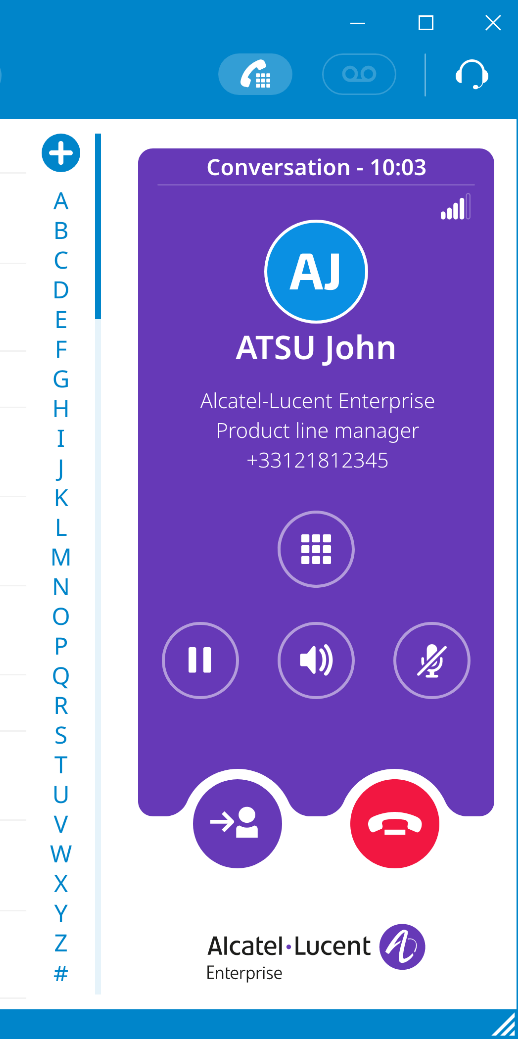 Conversation - 10:03
AJ
ATSU John
Alcatel-Lucent Enterprise
Product line manager
+33121812345
A
B
C
D
E
F
G
H
I
J
K
L
M
N
O
P
Q
R
S
T
U
V
W
X
Y
Z
#
Alcatel·Lucent
Enterprise